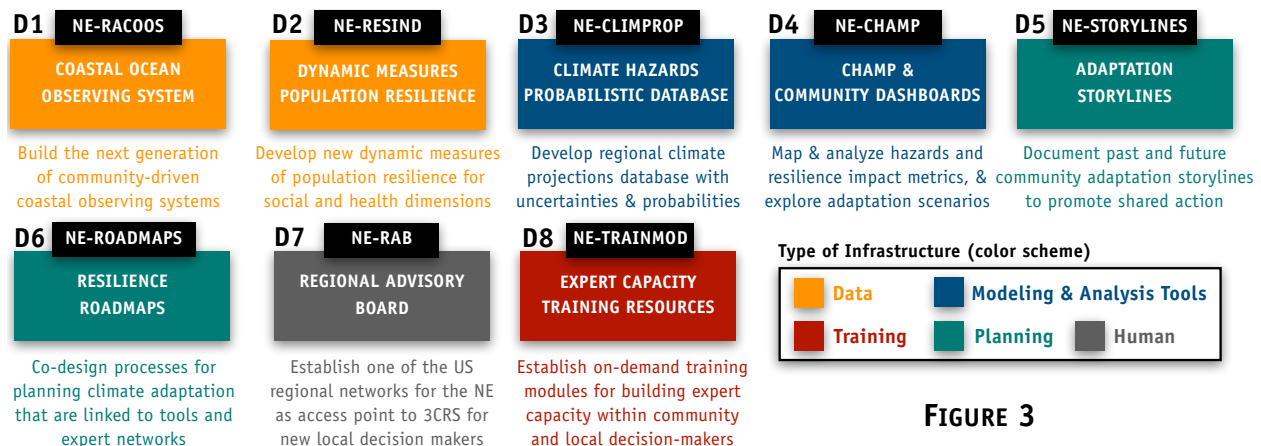 D1 NE-RACOOS
COASTAL OCEAN
OBSERVING SYSTEM
Build the next generation
of community-driven
coastal observing systems
D2 NE-RESIND
DYNAMIC MEASURES
POPULATION RESILIENCE
Develop new dynamic measures
of population resilience for
social and health dimensions
D3 NE-CLIMPROP
CLIMATE HAZARDS
PROBABILISTIC DATABASE
Develop regional climate
projections database with
uncertainties & probabilities
D4 NE-CHAMP
CHAMP &
COMMUNITY DASHBOARDS
Map & analyze hazards and
resilience impact metrics, &
explore adaptation scenarios
D5 NE-STORYLINES
ADAPTATION
STORYLINES
Document past and future
community adaptation storylines
to promote shared action
D6 NE-ROADMAPS
RESILIENCE
ROADMAPS
Co-design processes for
planning climate adaptation
that are linked to tools and
expert networks
D7 NE-RAB
REGIONAL ADVISORY
BOARD
Establish one of the US
regional networks for the NE
as access point to 3CRS for
new local decision makers
D8 NE-TRAINMOD
EXPERT CAPACITY
TRAINING RESOURCES
Establish on-demand training
modules for building expert
capacity within community
and local decision-makers
Type of Infrastructure (color scheme)
Data
Modeling & Analysis Tools
Training
Planning
Human
FIGURE 3